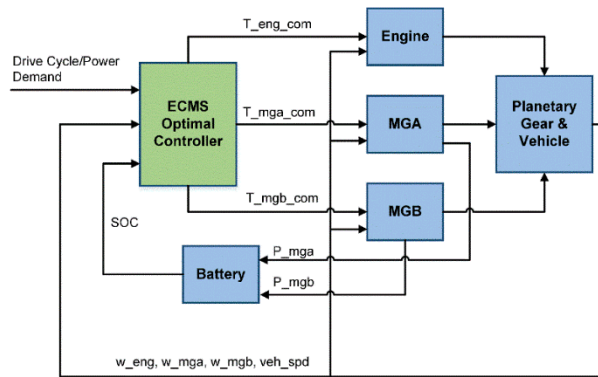 T_eng_com
Engine
Drive Cycle/Power
Demand
ECMS
Optimal
Controller
T_mga_com
MGA
Planetary
Gear &
Vehicle
T_mgb_com
MGB
SOC
P_mga
Battery
P_mgb
w_eng, w_mga, w_mgb, veh_spd